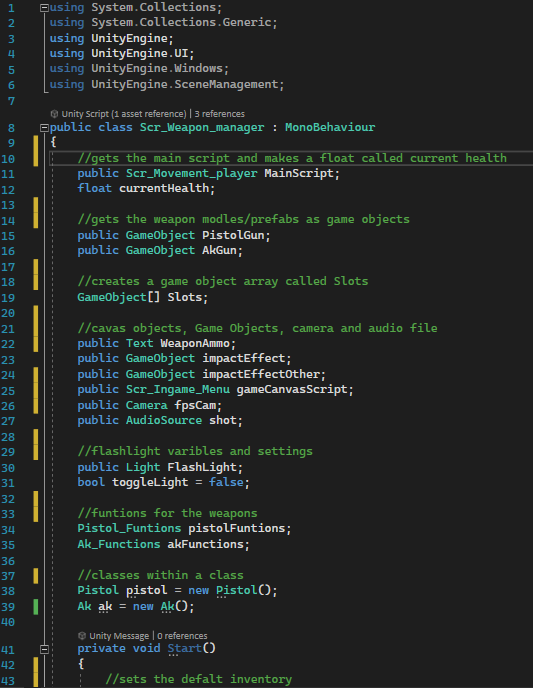 1 using System.Collections;
2 using System.Collections.Generic;
3 using UnityEngine;
4 using UnityEngine.UI;
5 using UnityEngine.Windows;
6 using UnityEngine.SceneManagement;
7
Unity Script (1 asset reference) | 3 references
8 public class Scr_Weapon_manager : MonoBehaviour
9 {
10 //gets the main script and makes a float called current health
11 public Scr_Movement_player MainScript;
12 float currentHealth;
13
14 //gets the weapon modles/prefabs as game objects
15 public GameObject PistolGun;
16 public GameObject AkGun;
17
18 //creates a game object array called Slots
19 GameObject[] Slots;
20
21 //cavas objects, Game Objects, camera and audio file
22 public Text WeaponAmmo;
23 public GameObject impactEffect;
24 public GameObject impactEffectOther;
25 public Scr_Ingame_Menu gameCanvasScript;
26 public Camera fpsCam;
27 public AudioSource shot;
28
29 //flashlight varibles and settings
30 public Light FlashLight;
31 bool toggleLight = false;
32
33 //funtions for the weapons
34 Pistol_Funtions pistolFuntions;
35 Ak_Functions akFunctions;
36
37 //classes within a class
38 Pistol pistol = new Pistol();
39 Ak ak = new Ak();
40
Unity Message | 0 references
41 private void Start()
42 {
43 //sets the defalt inventory